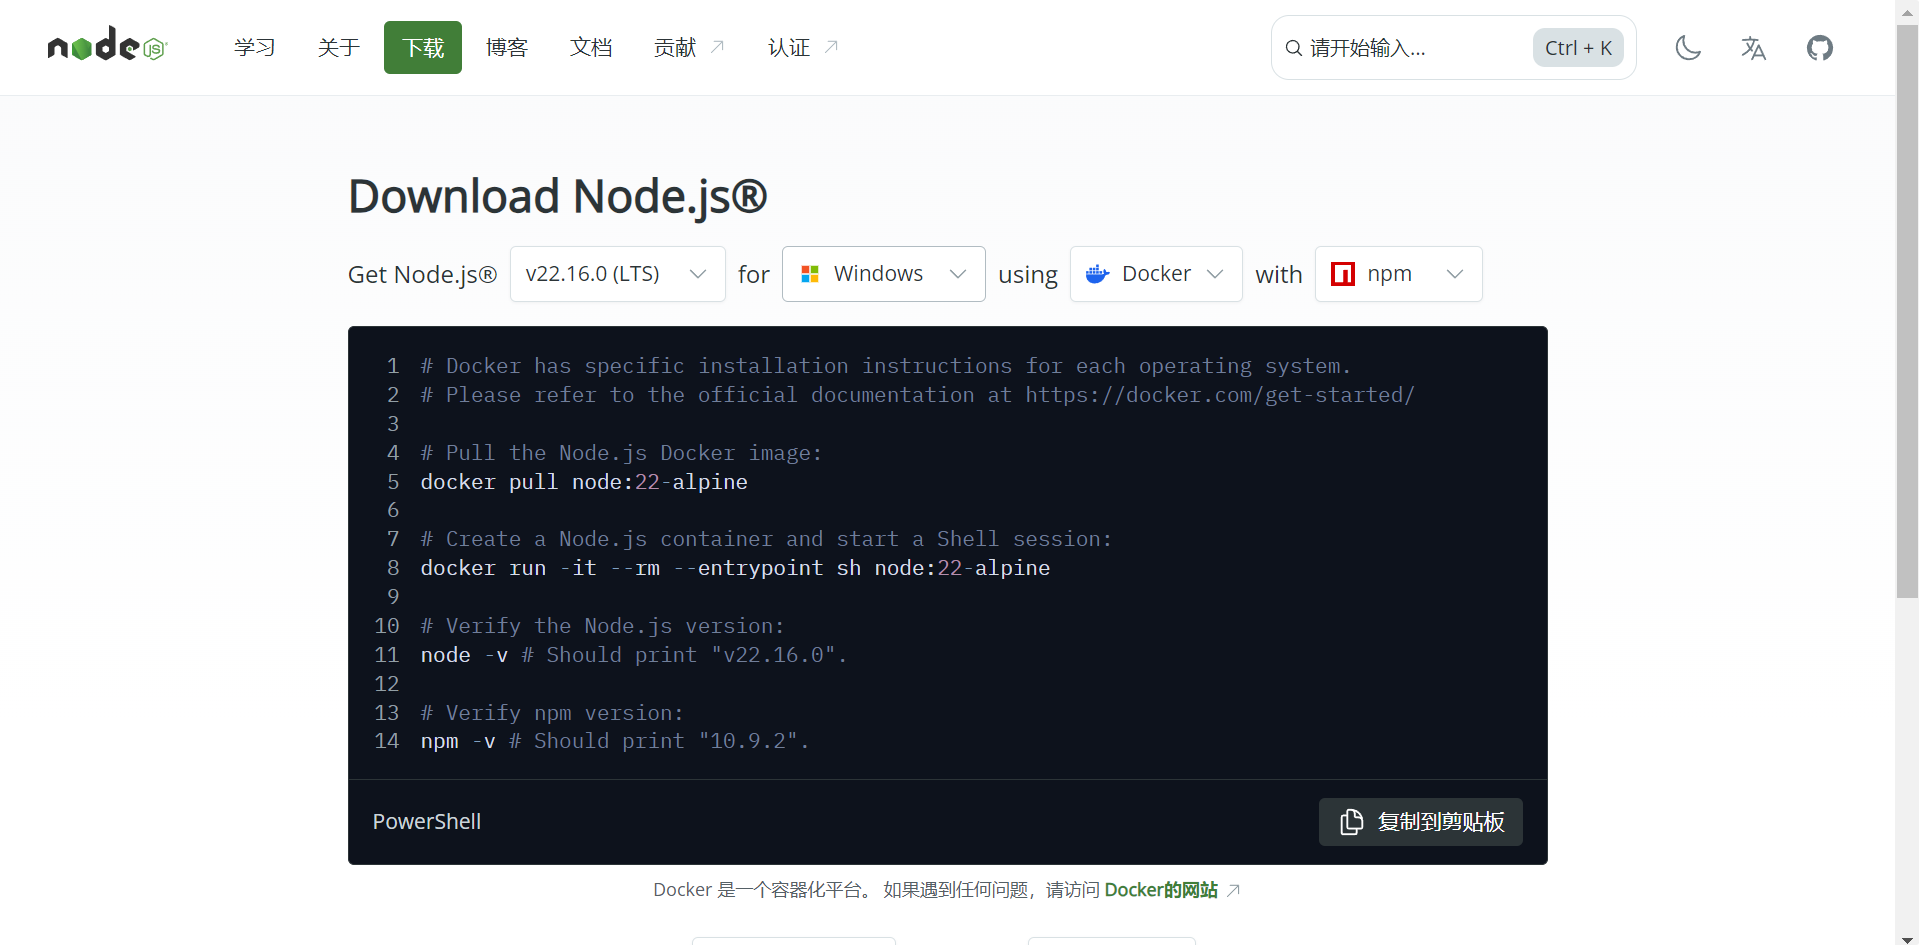 node JS
学习 关于 下载 博客 文档 贡献 认证 请开始输入... Ctrl + K
Download Node.js®
Get Node.js® v22.16.0 (LTS) for Windows using Docker with npm
1 # Docker has specific installation instructions for each operating system.
2 # Please refer to the official documentation at https://docker.com/get-started/
3
4 # Pull the Node.js Docker image:
5 docker pull node:22-alpine
6
7 # Create a Node.js container and start a Shell session:
8 docker run -it --rm --entrypoint sh node:22-alpine
9
10 # Verify the Node.js version:
11 node -v # Should print "v22.16.0".
12
13 # Verify npm version:
14 npm -v # Should print "10.9.2".
PowerShell 复制到剪贴板
Docker 是一个容器化平台。 如果遇到任何问题，请访问 Docker的网站